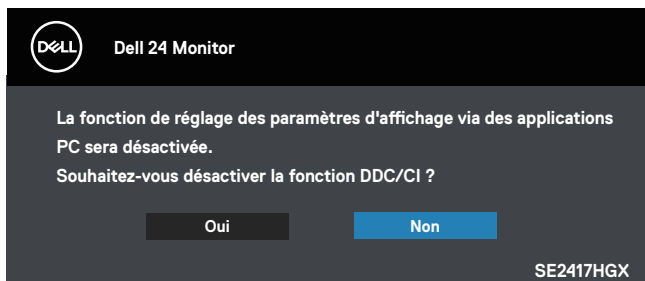 DELL
Dell 24 Monitor
La fonction de réglage des paramètres d'affichage via des applications
PC sera désactivée.
Souhaitez-vous désactiver la fonction DDC/CI ?
Oui
Non
SE2417HGX